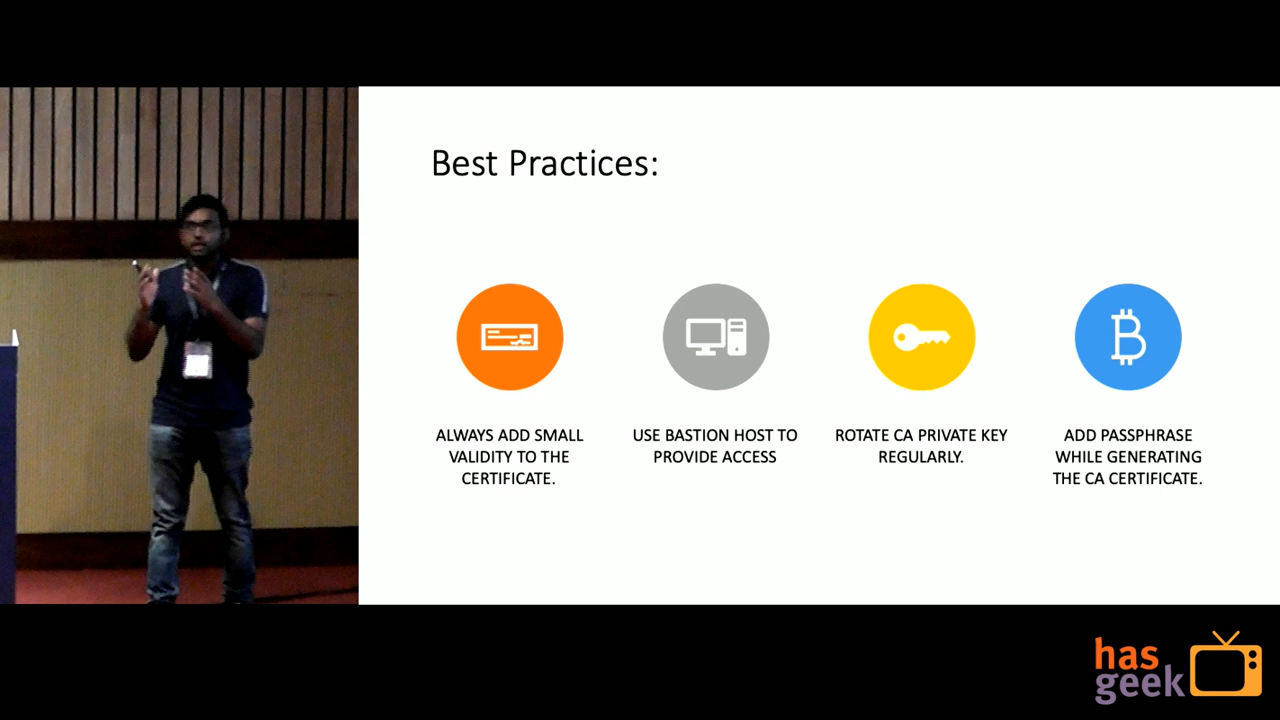 Best Practices:
ALWAYS ADD SMALL
VALIDITY TO THE
CERTIFICATE.
USE BASTION HOST TO
PROVIDE ACCESS
ROTATE CA PRIVATE KEY
REGULARLY.
ADD PASSPHRASE
WHILE GENERATING
THE CA CERTIFICATE.
has
geek